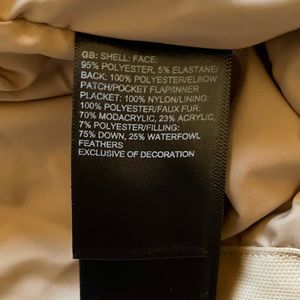 GB: SHELL: FACE:
95% POLYESTER, 5% ELASTANE/
BACK: 100% POLYESTER/ELBOW
PATCH/POCKET FLAP/INNER
PLACKET: 100% NYLON/LINING:
100% POLYESTER/FAUX FUR:
70% MODACRYLIC, 23% ACRYLIC,
7% POLYESTER/FILLING:
75% DOWN, 25% WATERFOWL
FEATHERS
EXCLUSIVE OF DECORATION